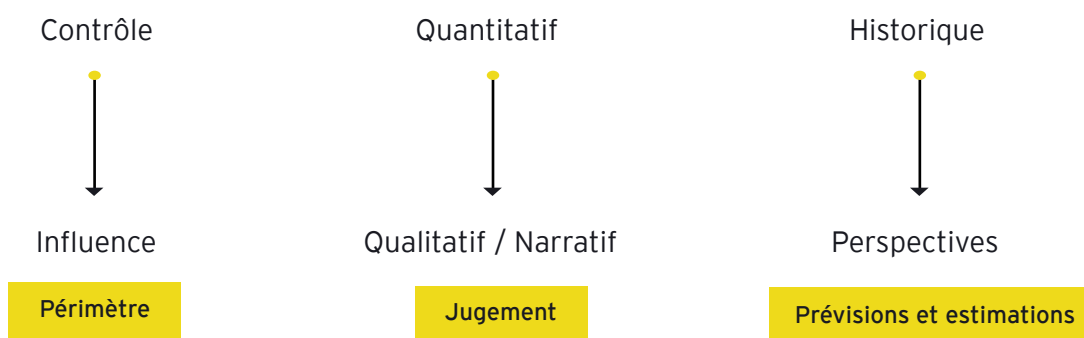 Contrôle
Quantitatif
Historique
Influence
Qualitatif / Narratif
Perspectives
Périmètre
Jugement
Prévisions et estimations